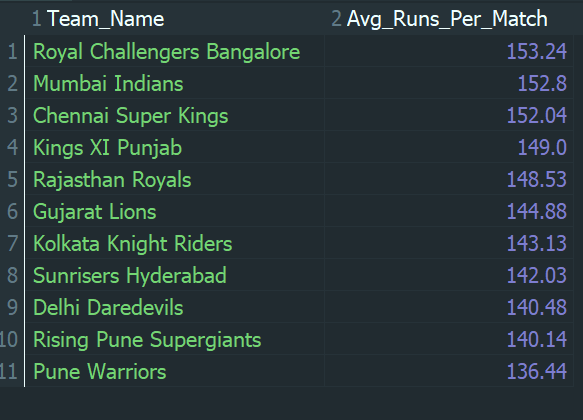 1 Team_Name 2 Avg_Runs_Per_Match
1 Royal Challengers Bangalore 153.24
2 Mumbai Indians 152.8
3 Chennai Super Kings 152.04
4 Kings XI Punjab 149.0
5 Rajasthan Royals 148.53
6 Gujarat Lions 144.88
7 Kolkata Knight Riders 143.13
8 Sunrisers Hyderabad 142.03
9 Delhi Daredevils 140.48
10 Rising Pune Supergiants 140.14
11 Pune Warriors 136.44